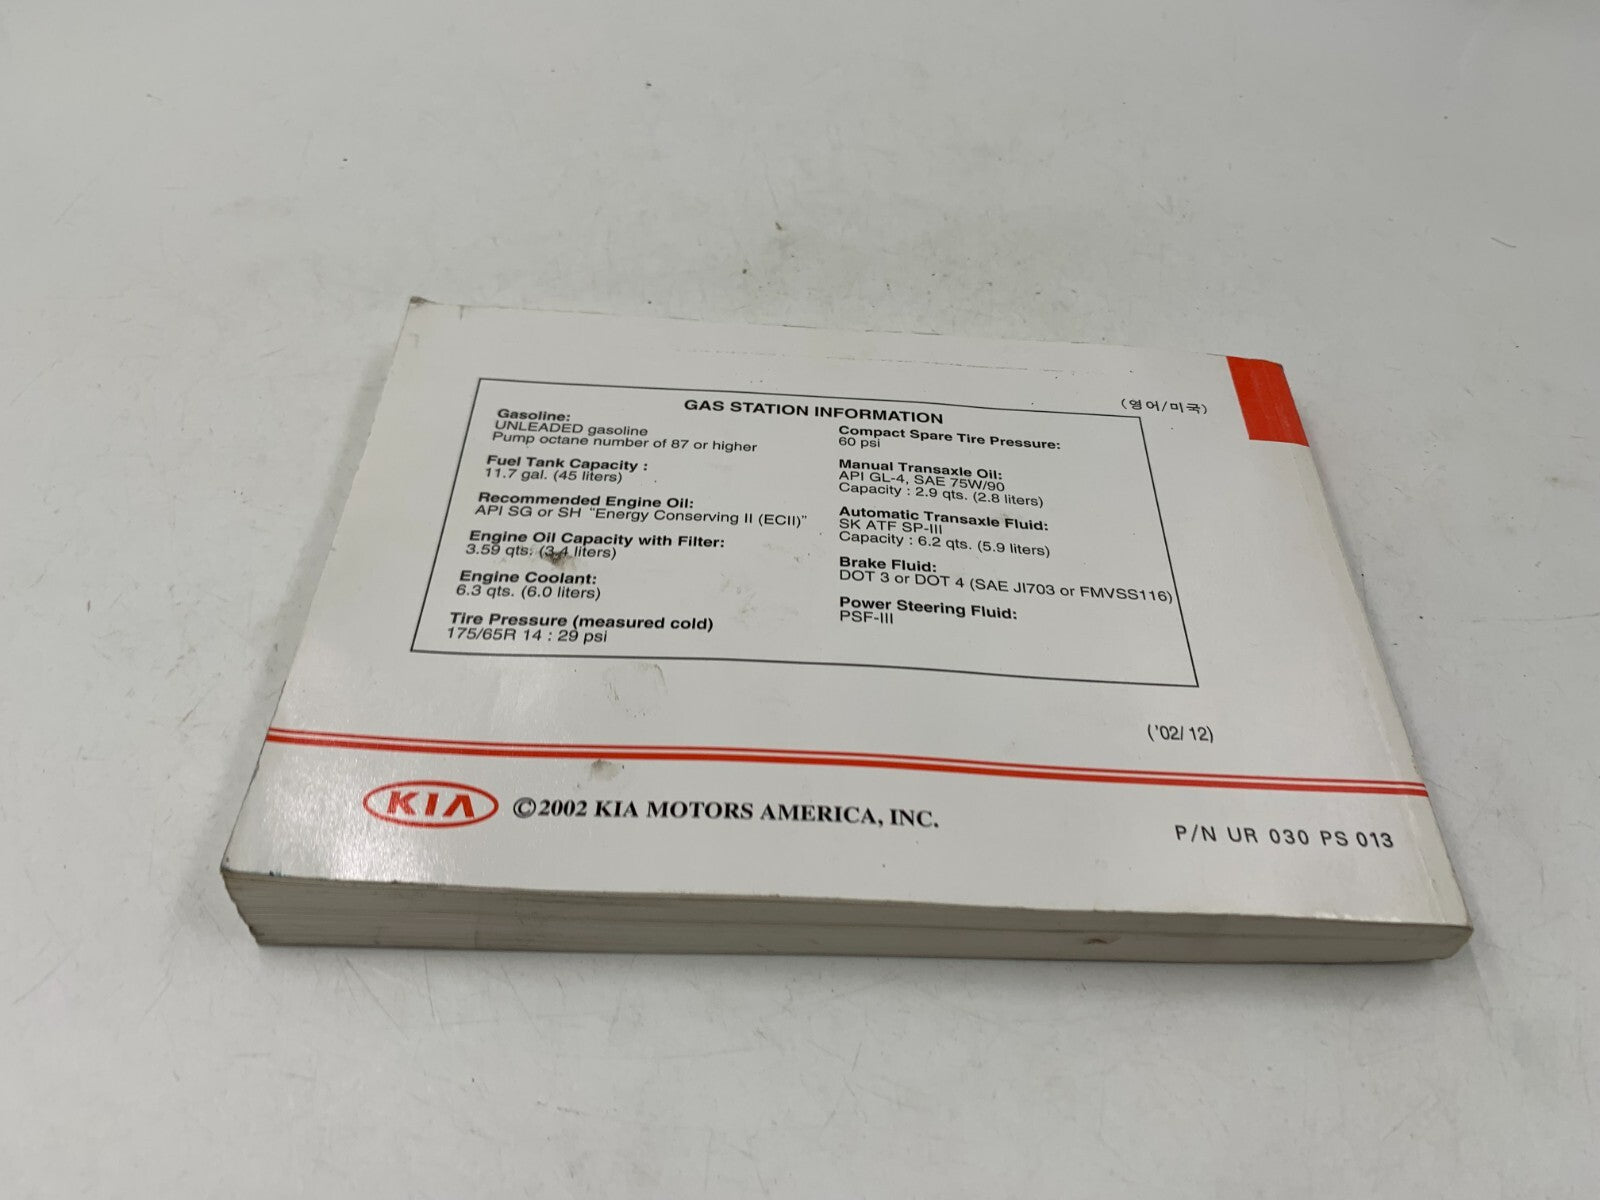 (영어/미국)
GAS STATION INFORMATION
Gasoline:
UNLEADED gasoline
Pump octane number of 87 or higher
Fuel Tank Capacity :
11.7 gal. (45 liters)
Recommended Engine Oil:
API SG or SH "Energy Conserving II (ECII)"
Engine Oil Capacity with Filter:
3.59 qts. (3.4 liters)
Engine Coolant:
6.3 qts. (6.0 liters)
Tire Pressure (measured cold)
175/65R 14 : 29 psi
Compact Spare Tire Pressure:
60 psi
Manual Transaxle Oil:
API GL-4, SAE 75W/90
Capacity : 2.9 qts. (2.8 liters)
Automatic Transaxle Fluid:
SK ATF SP-III
Capacity : 6.2 qts. (5.9 liters)
Brake Fluid:
DOT 3 or DOT 4 (SAE JI703 or FMVSS116)
Power Steering Fluid:
PSF-III
('02/12)
KIA ©2002 KIA MOTORS AMERICA, INC.
P/N UR 030 PS 013